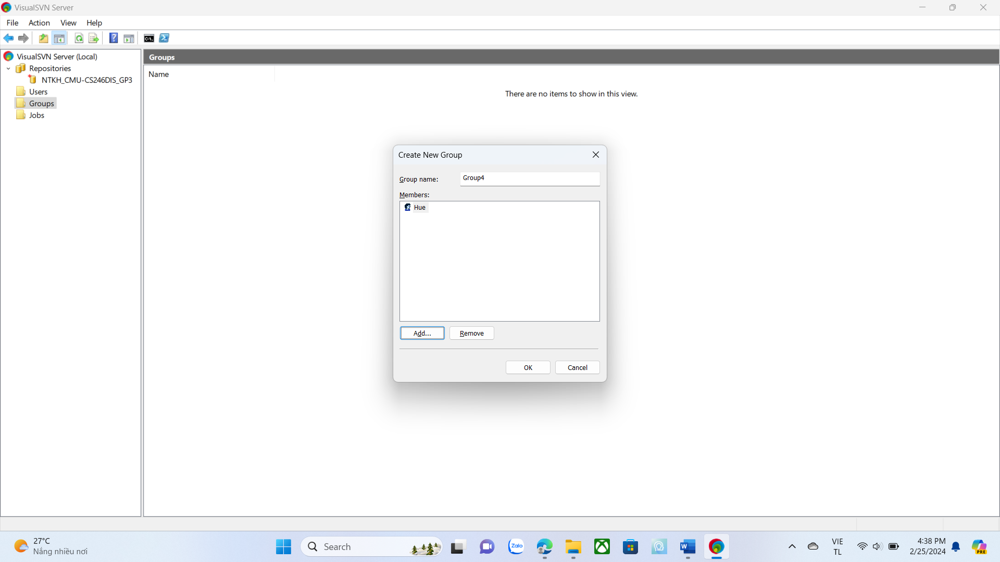 VisualSVN Server
File Action View Help
VisualSVN Server (Local)
Repositories
NTKH_CMU-CS246DIS_GP3
Users
Groups
Jobs
Groups
Name
There are no items to show in this view.
Create New Group
Group name: Group4
Members:
Hue
Add...
Remove
OK
Cancel
27°C
Nắng nhiều nơi
Search
Zalo
VIE
TL
4:38 PM
2/25/2024
PRE